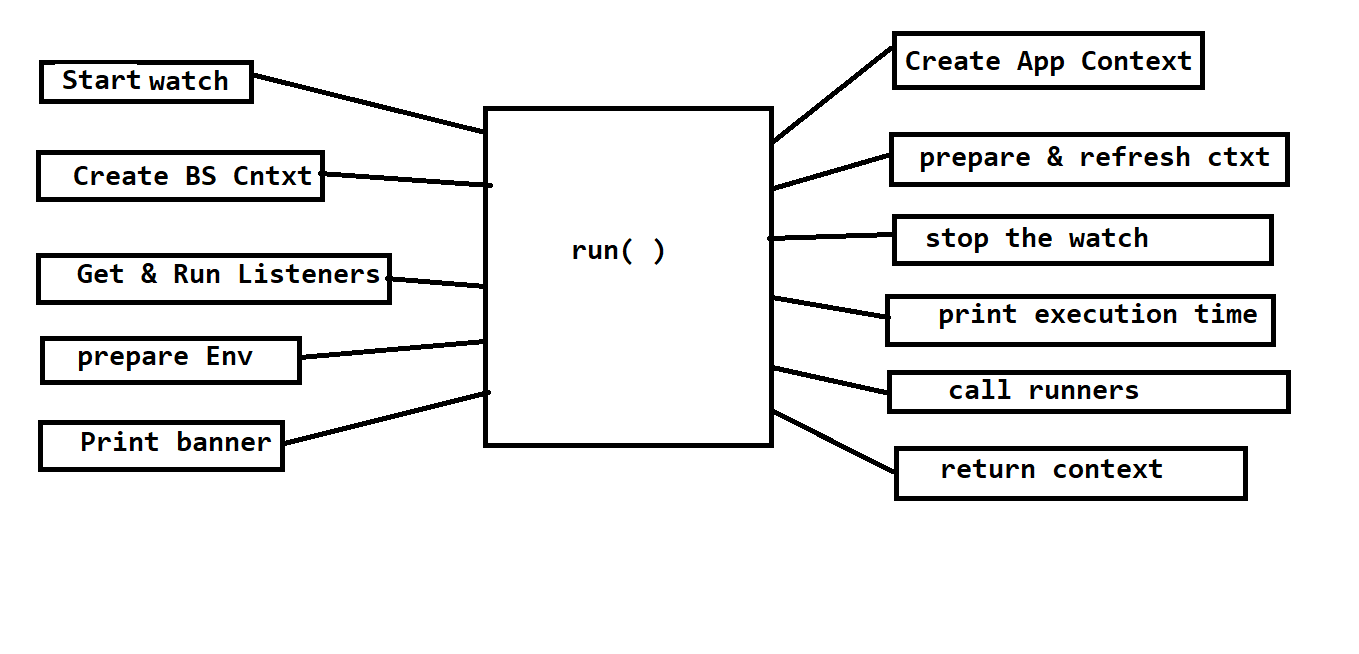 Start watch
Create BS Cntxt
Get & Run Listeners
prepare Env
Print banner
run( )
Create App Context
prepare & refresh ctxt
stop the watch
print execution time
call runners
return context